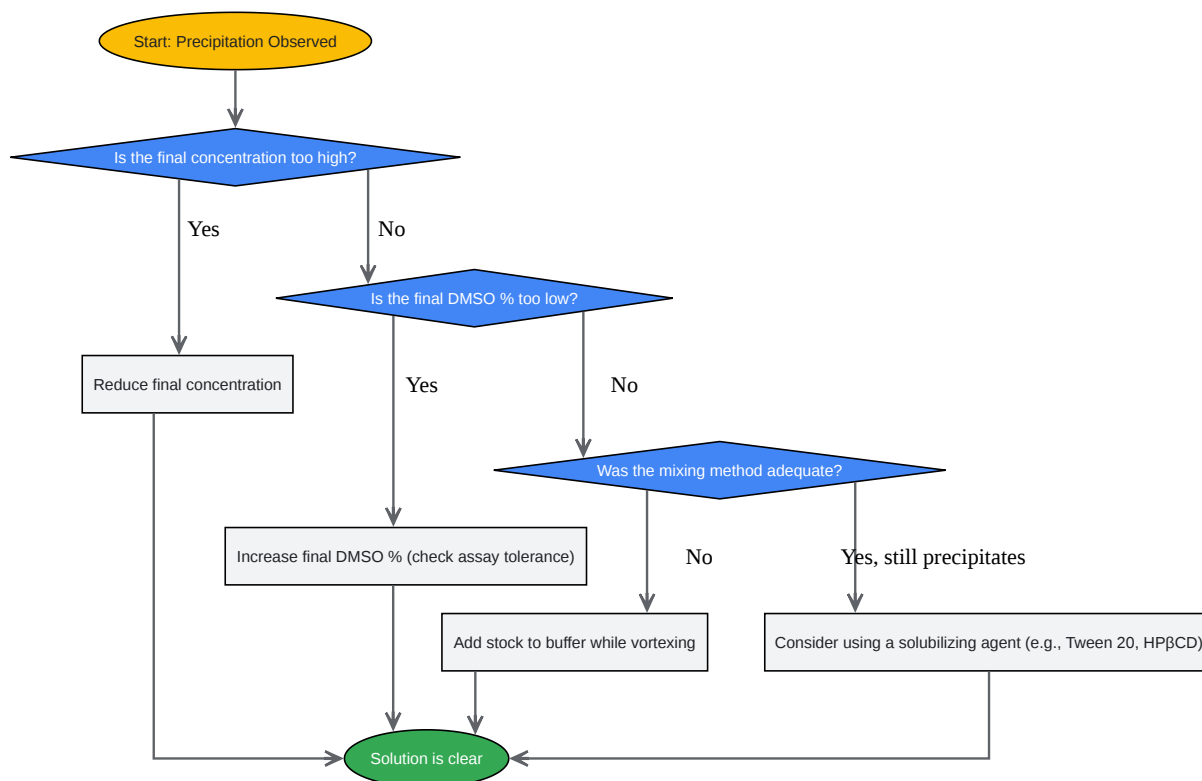 Start: Precipitation Observed
Is the final concentration too high?
Yes
No
Is the final DMSO % too low?
Reduce final concentration
Yes
No
Was the mixing method adequate?
Increase final DMSO % (check assay tolerance)
No
Yes, still precipitates
Add stock to buffer while vortexing
Consider using a solubilizing agent (e.g., Tween 20, HPβCD)
Solution is clear